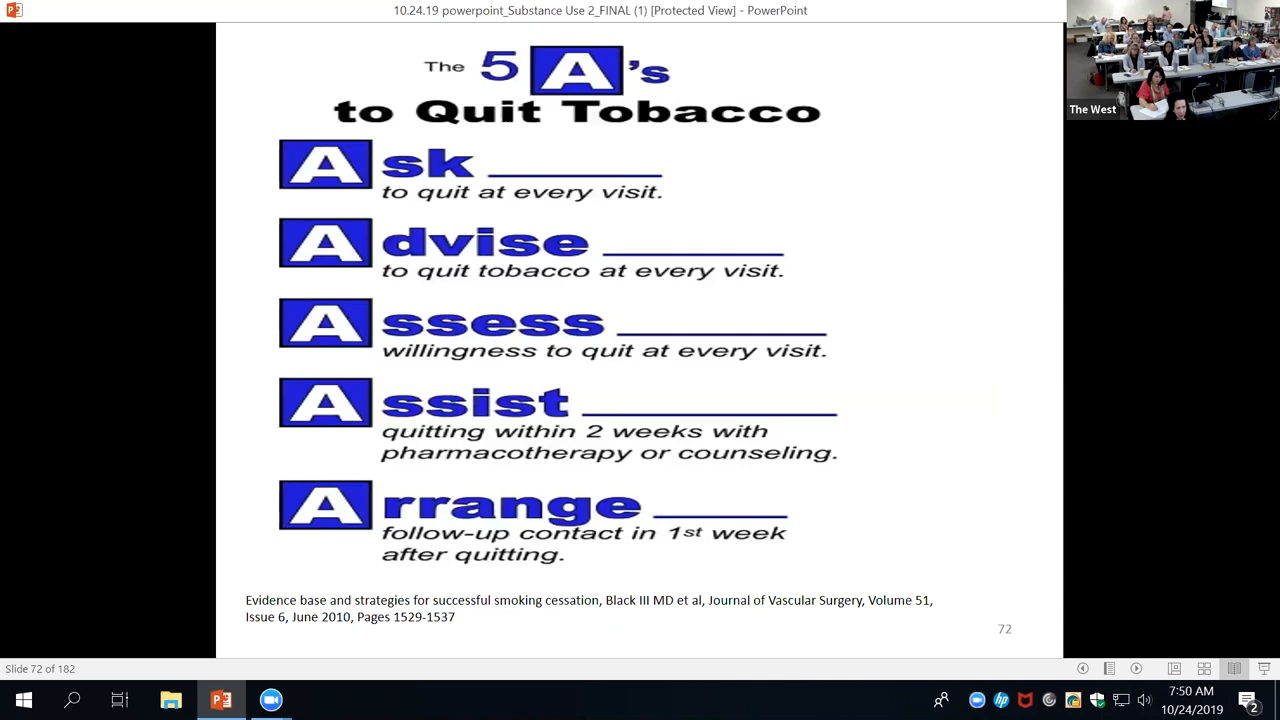 10.24.19 powerpoint_Substance Use 2_FINAL (1) [Protected View] - PowerPoint
The West
The 5 A's
to Quit Tobacco
Ask
to quit at every visit.
Advise
to quit tobacco at every visit.
Assess
willingness to quit at every visit.
Assist
quitting within 2 weeks with
pharmacotherapy or counseling.
Arrange
follow-up contact in 1st week
after quitting.
Evidence base and strategies for successful smoking cessation, Black III MD et al, Journal of Vascular Surgery, Volume 51,
Issue 6, June 2010, Pages 1529-1537
72
Slide 72 of 182
7:50 AM
10/24/2019
2